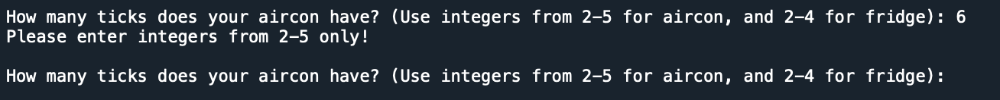 How many ticks does your aircon have? (Use integers from 2-5 for aircon, and 2-4 for fridge): 6
Please enter integers from 2-5 only!
How many ticks does your aircon have? (Use integers from 2-5 for aircon, and 2-4 for fridge):